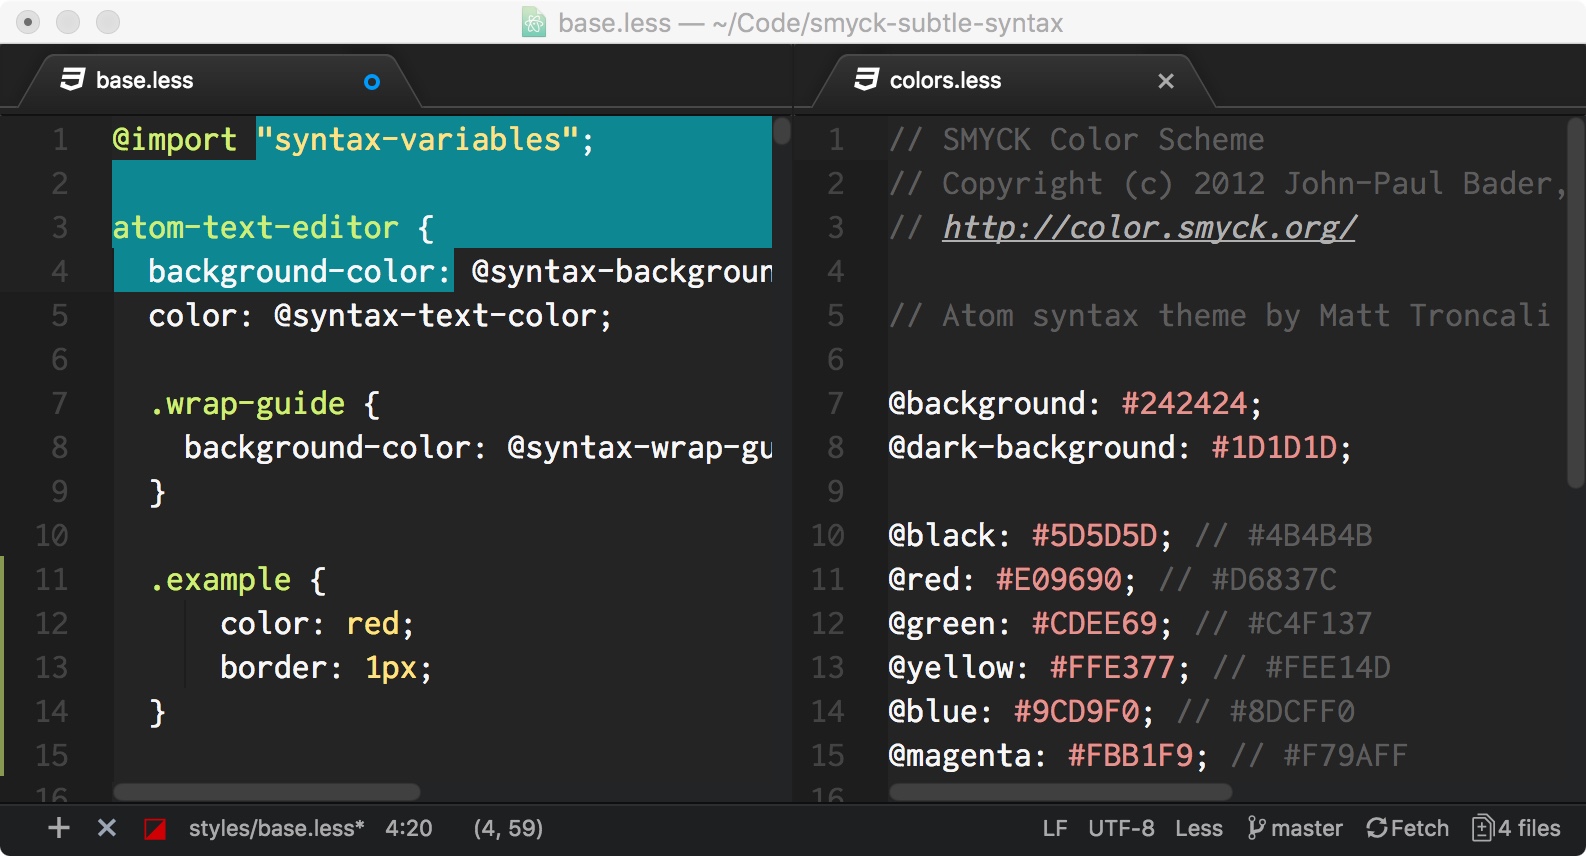 base.less — ~/Code/smyck-subtle-syntax
base.less
1 @import "syntax-variables";
2
3 atom-text-editor {
4 background-color: @syntax-backgroun
5 color: @syntax-text-color;
6
7 .wrap-guide {
8 background-color: @syntax-wrap-gu
9 }
10
11 .example {
12 color: red;
13 border: 1px;
14 }
15
16
colors.less
1 // SMYCK Color Scheme
2 // Copyright (c) 2012 John-Paul Bader,
3 // http://color.smyck.org/
4
5 // Atom syntax theme by Matt Troncali
6
7 @background: #242424;
8 @dark-background: #1D1D1D;
9
10 @black: #5D5D5D; // #4B4B4B
11 @red: #E09690; // #D6837C
12 @green: #CDEE69; // #C4F137
13 @yellow: #FFE377; // #FEE14D
14 @blue: #9CD9F0; // #8DCFF0
15 @magenta: #FBB1F9; // #F79AFF
16
styles/base.less* 4:20 (4, 59) LF UTF-8 Less master Fetch 4 files